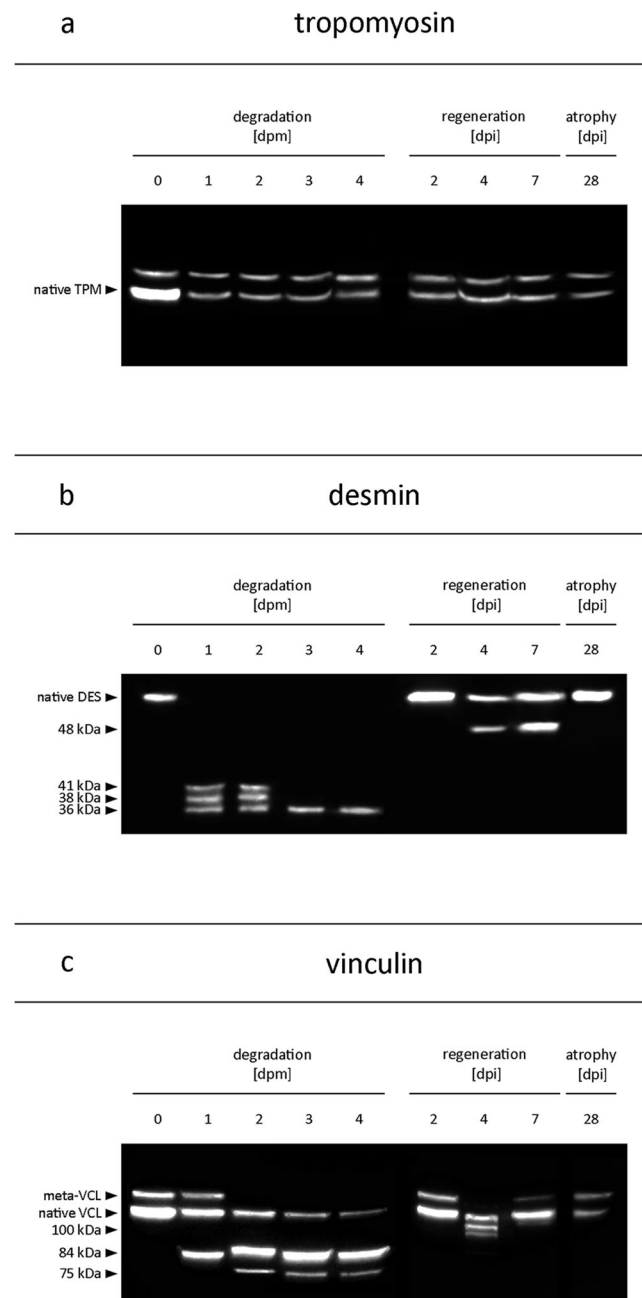 a tropomyosin
degradation regeneration atrophy
[dpm] [dpi] [dpi]
0 1 2 3 4 2 4 7 28
native TPM ►
b desmin
degradation regeneration atrophy
[dpm] [dpi] [dpi]
0 1 2 3 4 2 4 7 28
native DES ►
48 kDa ►
41 kDa ►
38 kDa ►
36 kDa ►
c vinculin
degradation regeneration atrophy
[dpm] [dpi] [dpi]
0 1 2 3 4 2 4 7 28
meta-VCL ►
native VCL ►
100 kDa ►
84 kDa ►
75 kDa ►